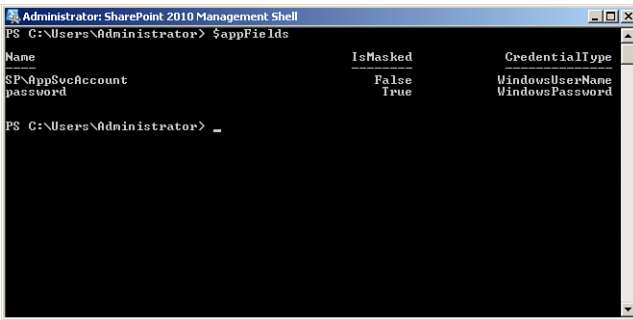 Administrator: SharePoint 2010 Management Shell
PS C:\Users\Administrator> $appFields
Name IsMasked CredentialType
---- -------- --------------
SP\AppSvcAccount False WindowsUserName
password True WindowsPassword
PS C:\Users\Administrator> _